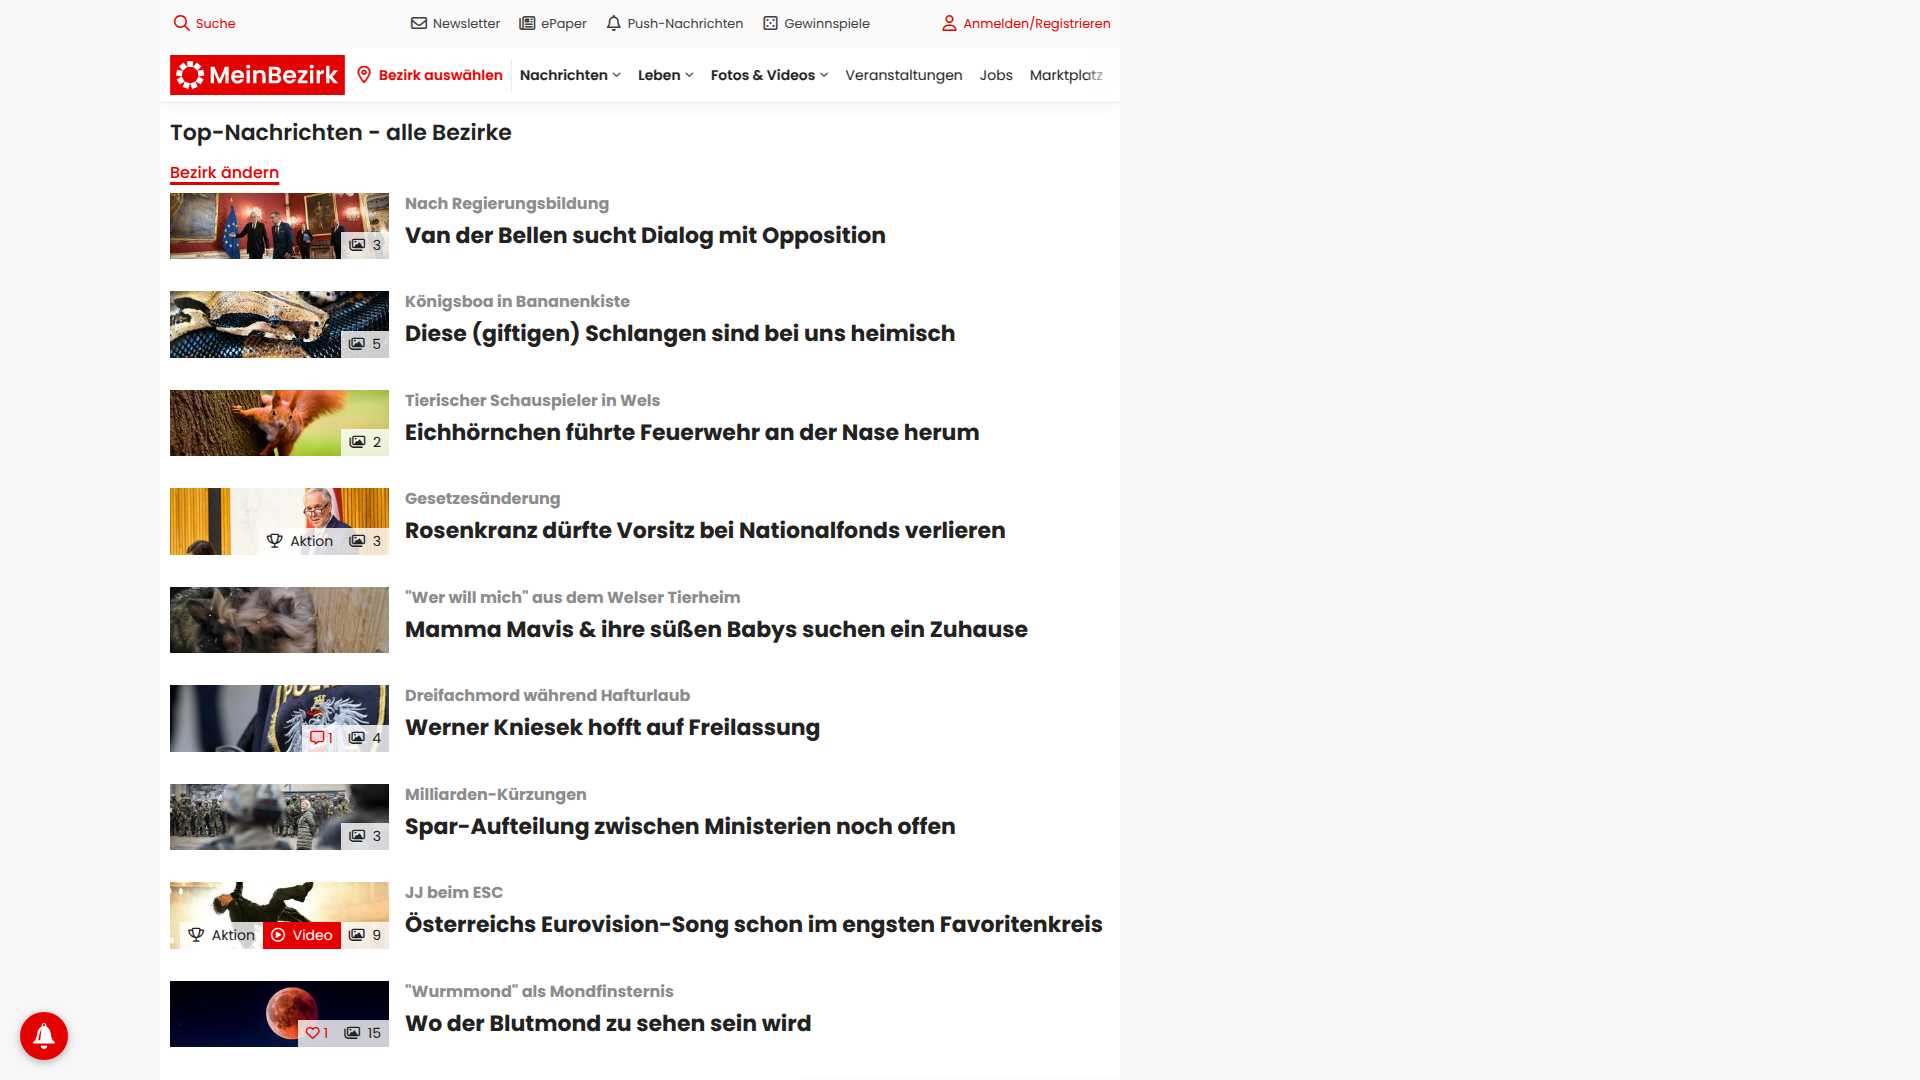 Suche
Newsletter
ePaper
Push-Nachrichten
Gewinnspiele
Anmelden/Registrieren
MeinBezirk
Bezirk auswählen
Nachrichten
Leben
Fotos & Videos
Veranstaltungen
Jobs
Marktplatz
Top-Nachrichten - alle Bezirke
Bezirk ändern
3
Nach Regierungsbildung
Van der Bellen sucht Dialog mit Opposition
5
Königsboa in Bananenkiste
Diese (giftigen) Schlangen sind bei uns heimisch
2
Tierischer Schauspieler in Wels
Eichhörnchen führte Feuerwehr an der Nase herum
Aktion 3
Gesetzesänderung
Rosenkranz dürfte Vorsitz bei Nationalfonds verlieren
"Wer will mich" aus dem Welser Tierheim
Mamma Mavis & ihre süßen Babys suchen ein Zuhause
POLIZEI
1 4
Dreifachmord während Hafturlaub
Werner Kniesek hofft auf Freilassung
3
Milliarden-Kürzungen
Spar-Aufteilung zwischen Ministerien noch offen
Aktion Video 9
JJ beim ESC
Österreichs Eurovision-Song schon im engsten Favoritenkreis
1 15
"Wurmmond" als Mondfinsternis
Wo der Blutmond zu sehen sein wird